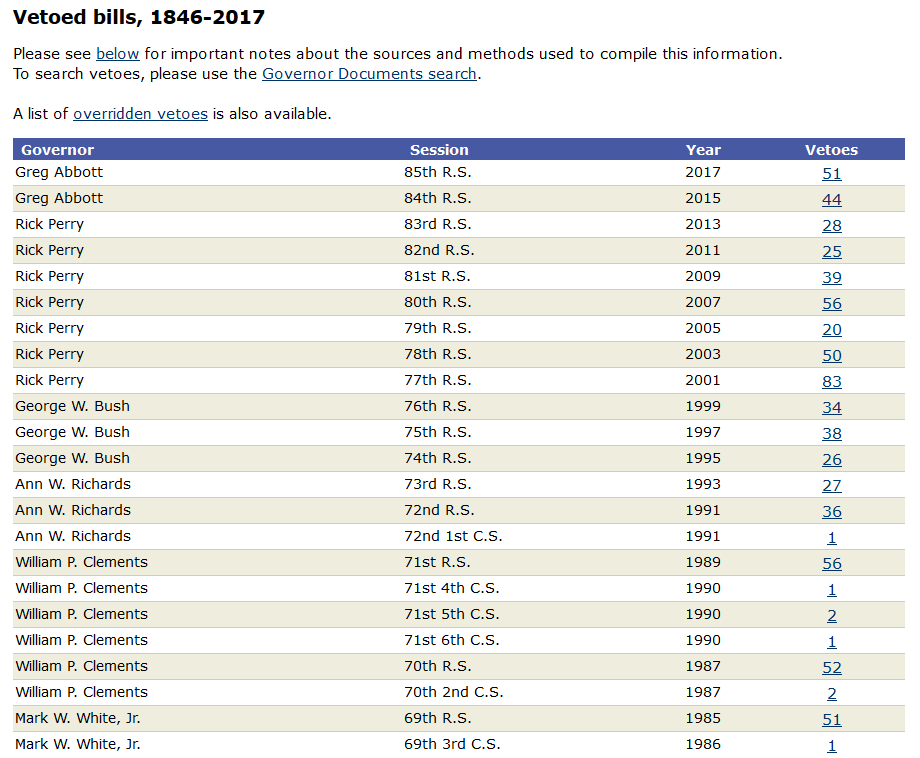 Vetoed bills, 1846-2017
Please see below for important notes about the sources and methods used to compile this information.
To search vetoes, please use the Governor Documents search.
A list of overridden vetoes is also available.
Governor Session Year Vetoes
Greg Abbott 85th R.S. 2017 51
Greg Abbott 84th R.S. 2015 44
Rick Perry 83rd R.S. 2013 28
Rick Perry 82nd R.S. 2011 25
Rick Perry 81st R.S. 2009 39
Rick Perry 80th R.S. 2007 56
Rick Perry 79th R.S. 2005 20
Rick Perry 78th R.S. 2003 50
Rick Perry 77th R.S. 2001 83
George W. Bush 76th R.S. 1999 34
George W. Bush 75th R.S. 1997 38
George W. Bush 74th R.S. 1995 26
Ann W. Richards 73rd R.S. 1993 27
Ann W. Richards 72nd R.S. 1991 36
Ann W. Richards 72nd 1st C.S. 1991 1
William P. Clements 71st R.S. 1989 56
William P. Clements 71st 4th C.S. 1990 1
William P. Clements 71st 5th C.S. 1990 2
William P. Clements 71st 6th C.S. 1990 1
William P. Clements 70th R.S. 1987 52
William P. Clements 70th 2nd C.S. 1987 2
Mark W. White, Jr. 69th R.S. 1985 51
Mark W. White, Jr. 69th 3rd C.S. 1986 1